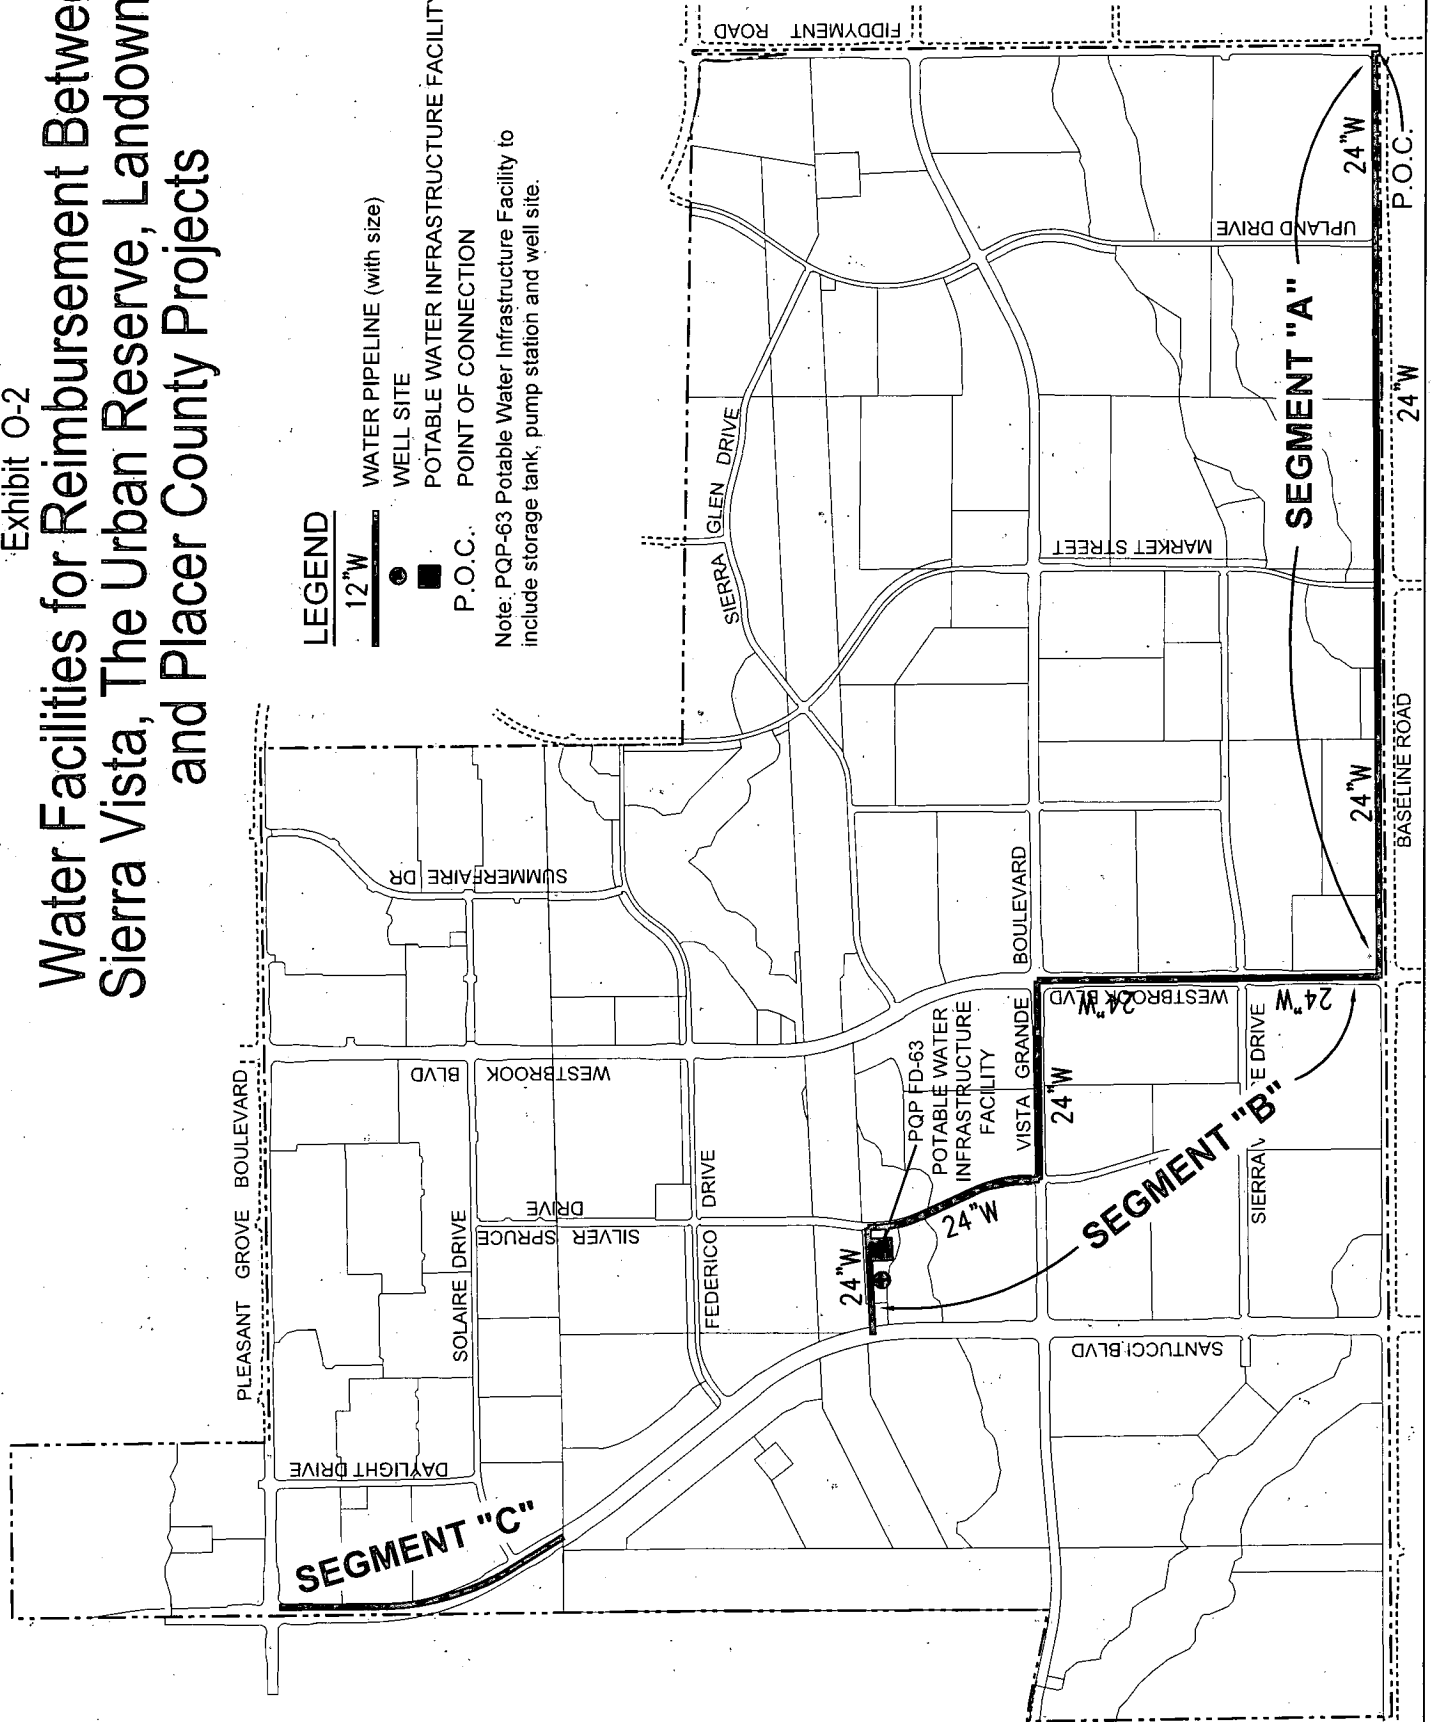 Exhibit O-2
Water Facilities for Reimbursement Betwee
Sierra Vista, The Urban Reserve, Landown
and Placer County Projects
LEGEND
12"W
WATER PIPELINE (with size)
WELL SITE
POTABLE WATER INFRASTRUCTURE FACILITY
P.O.C.
POINT OF CONNECTION
Note: PQP-63 Potable Water Infrastructure Facility to
include storage tank, pump station and well site.
PLEASANT GROVE BOULEVARD
SUMMERFAIRE DR
WESTBROOK BLVD
SOLAIRE DRIVE
SILVER SPRUCE DRIVE
DAYLIGHT DRIVE
SEGMENT "C"
FEDERICO DRIVE
SIERRA GLEN DRIVE
FIDDYMENT ROAD
PQP FD-63
POTABLE WATER
INFRASTRUCTURE
FACILITY
24"W
24"W
VISTA GRANDE BOULEVARD
24"W
WESTBROOK BLVD
24"W
24"W
SEGMENT "B"
SIERRA V
E DRIVE
SANTUCCI BLVD
MARKET STREET
UPLAND DRIVE
SEGMENT "A"
24"W
24"W
24"W
BASELINE ROAD
P.O.C.